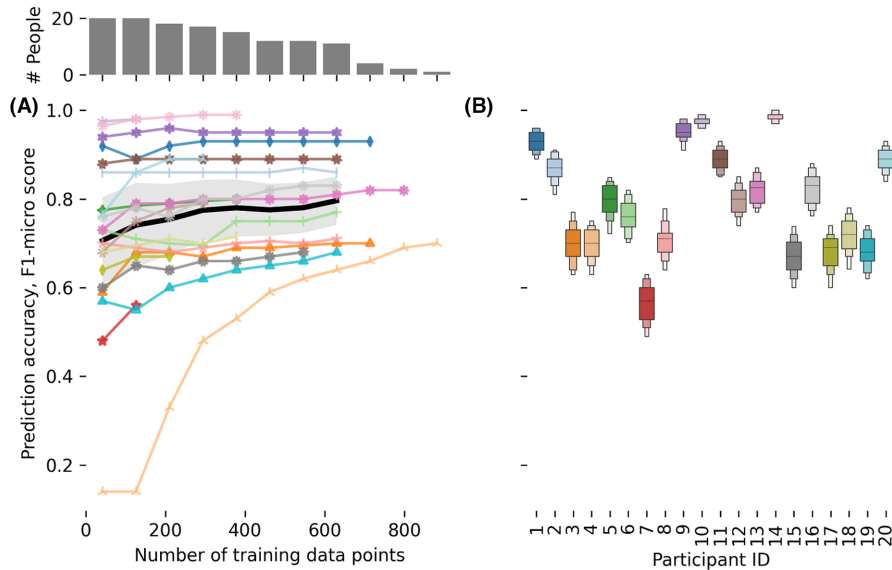 # People
20
0
(A)
Prediction accuracy, F1-micro score
1.0
0.8
0.6
0.4
0.2
0 200 400 600 800
Number of training data points
(B)
1 2 3 4 5 6 7 8 9 10 11 12 13 14 15 16 17 18 19 20
Participant ID